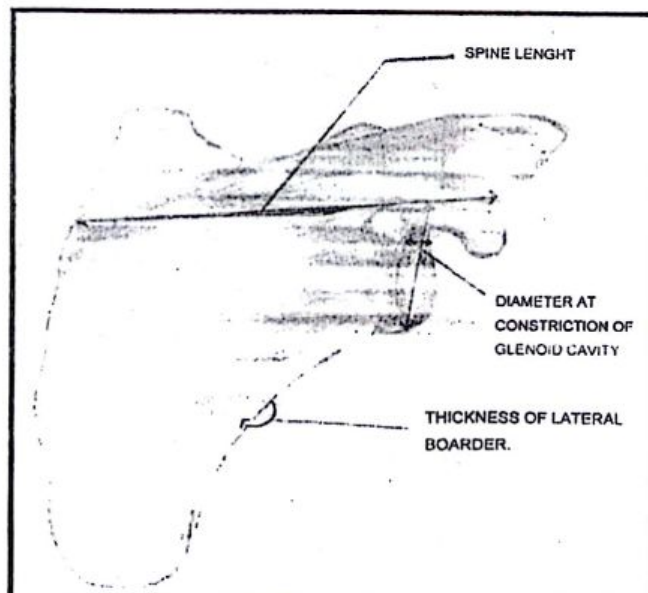 SPINE LENGHT
DIAMETER AT
CONSTRICTION OF
GLENOID CAVITY
THICKNESS OF LATERAL
BOARDER.